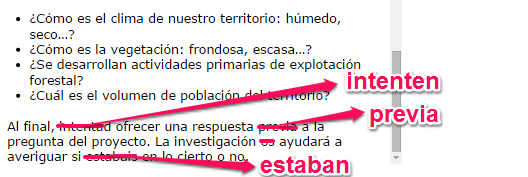 • ¿Cómo es el clima de nuestro territorio: húmedo,
seco...?
• ¿Cómo es la vegetación: frondosa, escasa...?
• ¿Se desarrollan actividades primarias de explotación
forestal?
• ¿Cuál es el volumen de población del territorio?
intenten
previa
Al final, intentad ofrecer una respuesta previa a la
pregunta del proyecto. La investigación os ayudará a
averiguar si estabais en lo cierto o no.
estaban